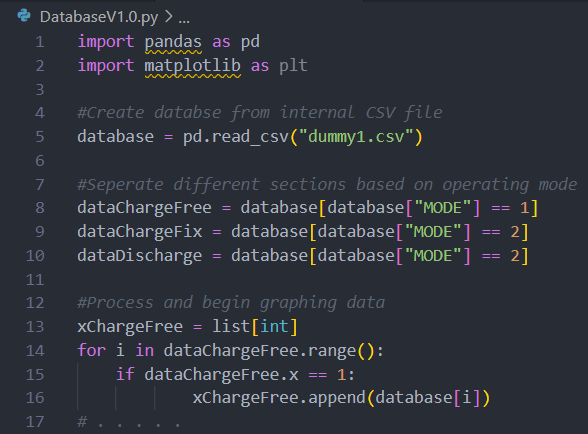 DatabaseV1.0.py > ...
1 import pandas as pd
2 import matplotlib as plt
3
4 #Create databse from internal CSV file
5 database = pd.read_csv("dummy1.csv")
6
7 #Seperate different sections based on operating mode
8 dataChargeFree = database[database["MODE"] == 1]
9 dataChargeFix = database[database["MODE"] == 2]
10 dataDischarge = database[database["MODE"] == 2]
11
12 #Process and begin graphing data
13 xChargeFree = list[int]
14 for i in dataChargeFree.range():
15     if dataChargeFree.x == 1:
16             xChargeFree.append(database[i])
17 # . . . . .